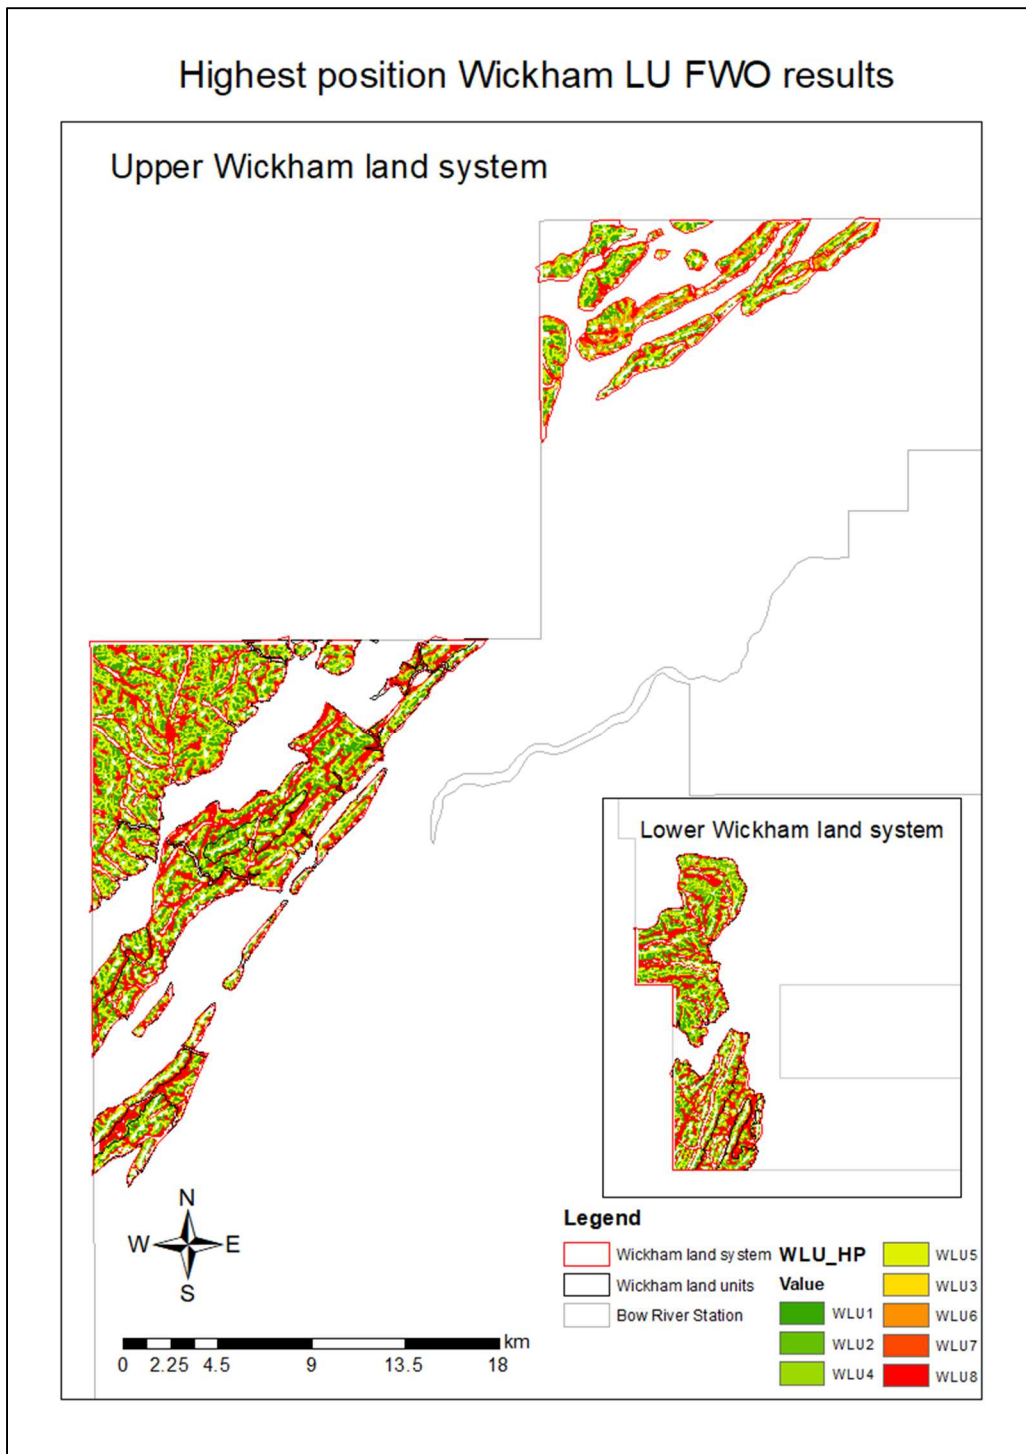 Highest position Wickham LU FWO results
Upper Wickham land system
Lower Wickham land system
N
W E
S
km
0 2.25 4.5 9 13.5 18
Legend
Wickham land system
Wickham land units
Bow River Station
WLU_HP
Value
WLU1
WLU2
WLU4
WLU5
WLU3
WLU6
WLU7
WLU8